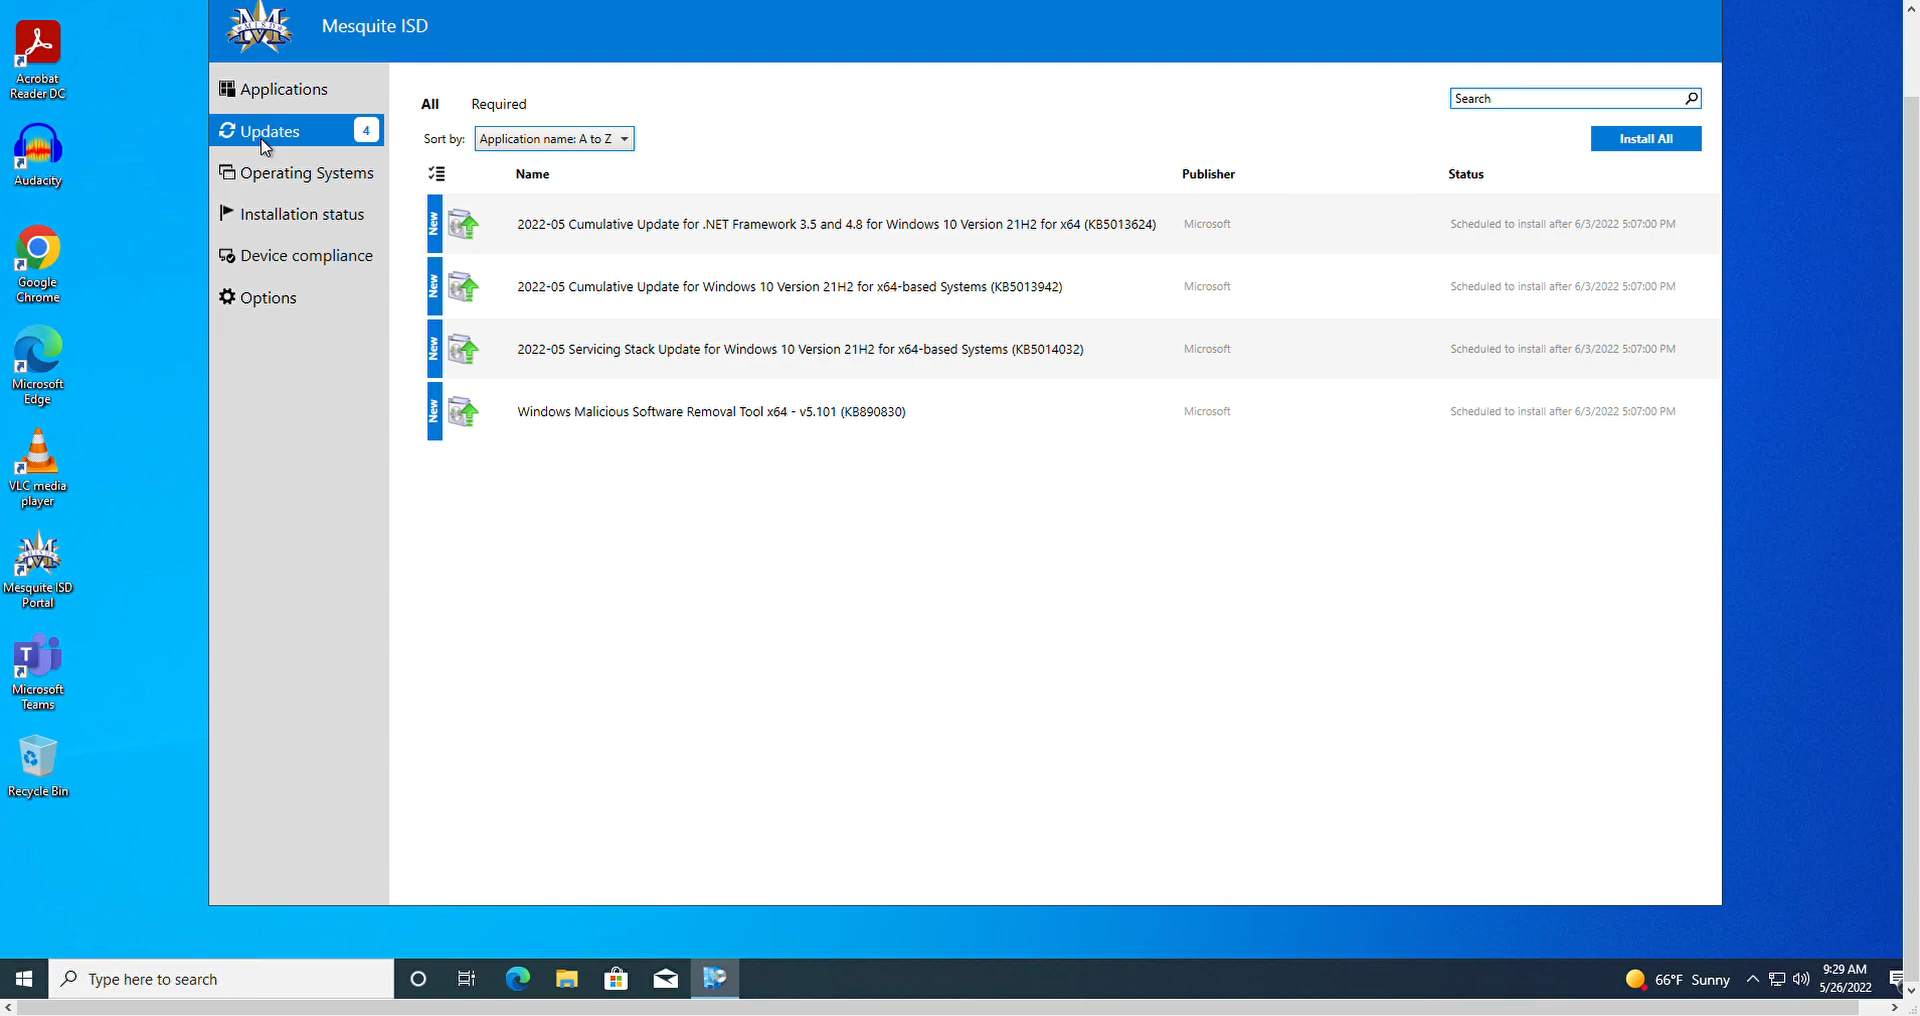 Mesquite ISD
Acrobat
Reader DC
Audacity
Google
Chrome
Microsoft
Edge
VLC media
player
MISD
Mesquite ISD
Portal
Microsoft
Teams
Recycle Bin
MISD
Applications
Updates 4
Operating Systems
Installation status
Device compliance
Options
All Required
Search
Sort by: Application name: A to Z
Install All
Name Publisher Status
New 2022-05 Cumulative Update for .NET Framework 3.5 and 4.8 for Windows 10 Version 21H2 for x64 (KB5013624) Microsoft Scheduled to install after 6/3/2022 5:07:00 PM
New 2022-05 Cumulative Update for Windows 10 Version 21H2 for x64-based Systems (KB5013942) Microsoft Scheduled to install after 6/3/2022 5:07:00 PM
New 2022-05 Servicing Stack Update for Windows 10 Version 21H2 for x64-based Systems (KB5014032) Microsoft Scheduled to install after 6/3/2022 5:07:00 PM
New Windows Malicious Software Removal Tool x64 - v5.101 (KB890830) Microsoft Scheduled to install after 6/3/2022 5:07:00 PM
Type here to search
66°F Sunny
9:29 AM
5/26/2022